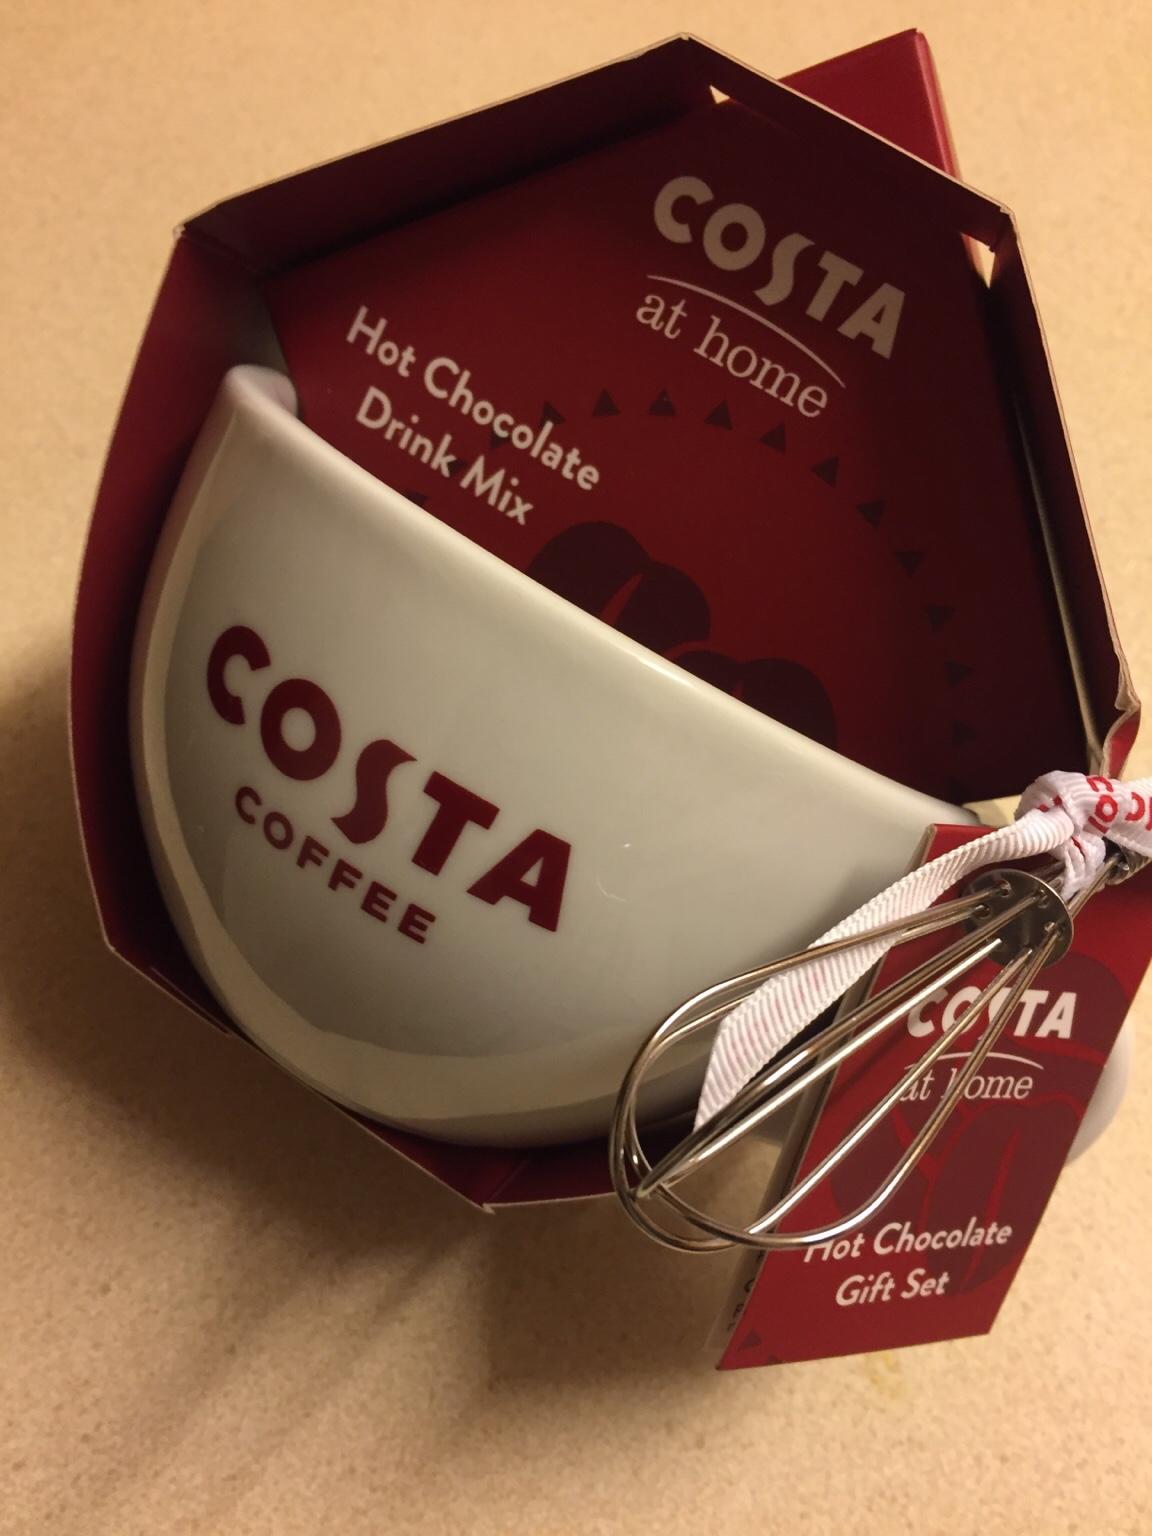 COSTA
at home
Hot Chocolate
Drink Mix
COSTA
COFFEE
COSTA
at home
Hot Chocolate
Gift Set